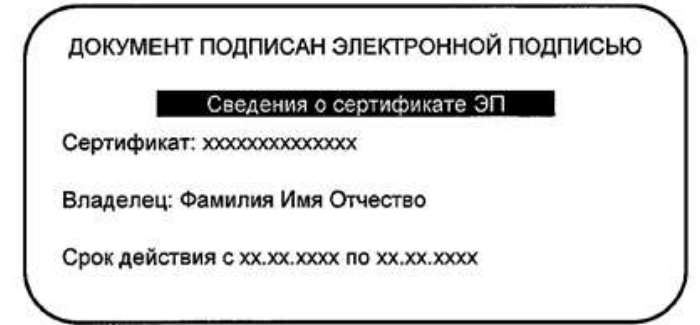 ДОКУМЕНТ ПОДПИСАН ЭЛЕКТРОННОЙ ПОДПИСЬЮ
Сведения о сертификате ЭП
Сертификат: xxxxxxxxxxxxxx
Владелец: Фамилия Имя Отчество
Срок действия с xx.xx.xxxx по xx.xx.xxxx